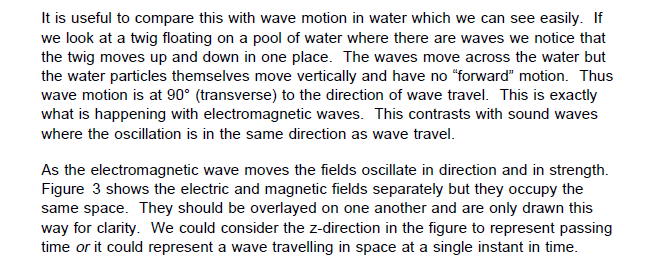 It is useful to compare this with wave motion in water which we can see easily.  If
we look at a twig floating on a pool of water where there are waves we notice that
the twig moves up and down in one place.  The waves move across the water but
the water particles themselves move vertically and have no “forward” motion.  Thus
wave motion is at 90° (transverse) to the direction of wave travel.  This is exactly
what is happening with electromagnetic waves.  This contrasts with sound waves
where the oscillation is in the same direction as wave travel.

As the electromagnetic wave moves the fields oscillate in direction and in strength.
Figure  3 shows the electric and magnetic fields separately but they occupy the
same space.  They should be overlayed on one another and are only drawn this
way for clarity.  We could consider the z-direction in the figure to represent passing
time or it could represent a wave travelling in space at a single instant in time.